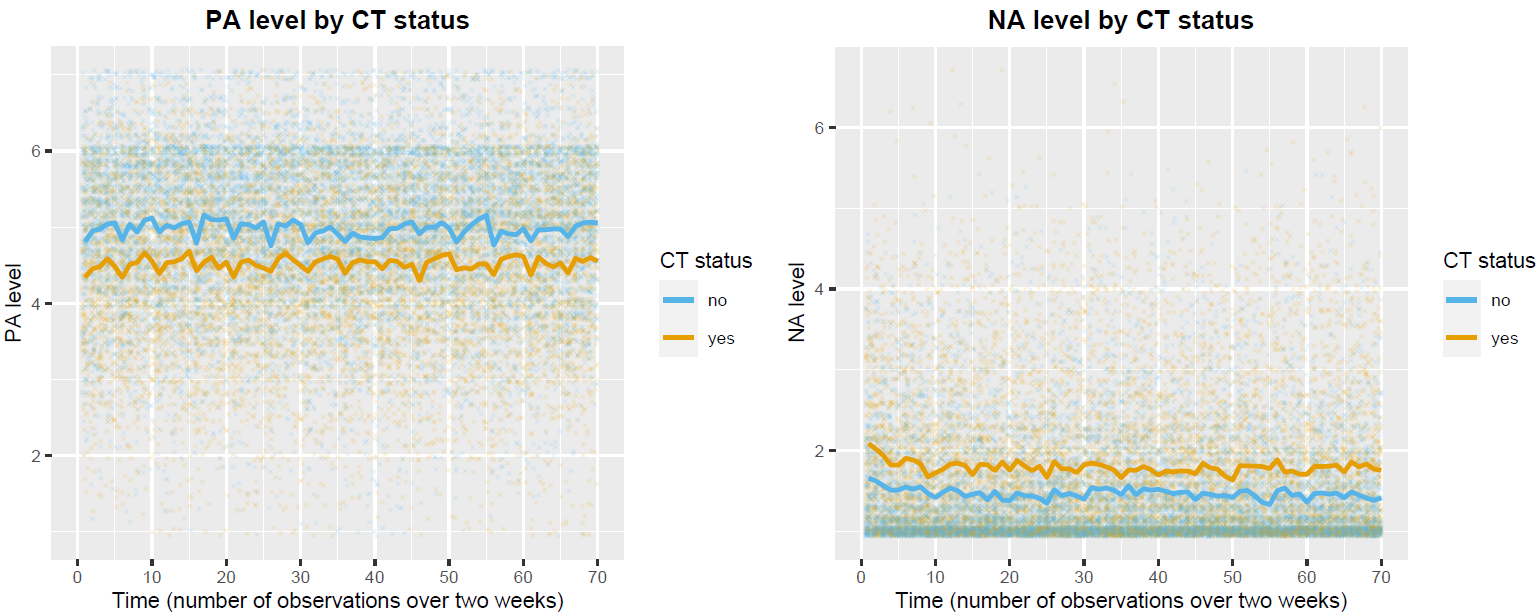 PA level by CT status
PA level
6
4
2
0 10 20 30 40 50 60 70
Time (number of observations over two weeks)
CT status
no
yes
NA level by CT status
NA level
6
4
2
0 10 20 30 40 50 60 70
Time (number of observations over two weeks)
CT status
no
yes